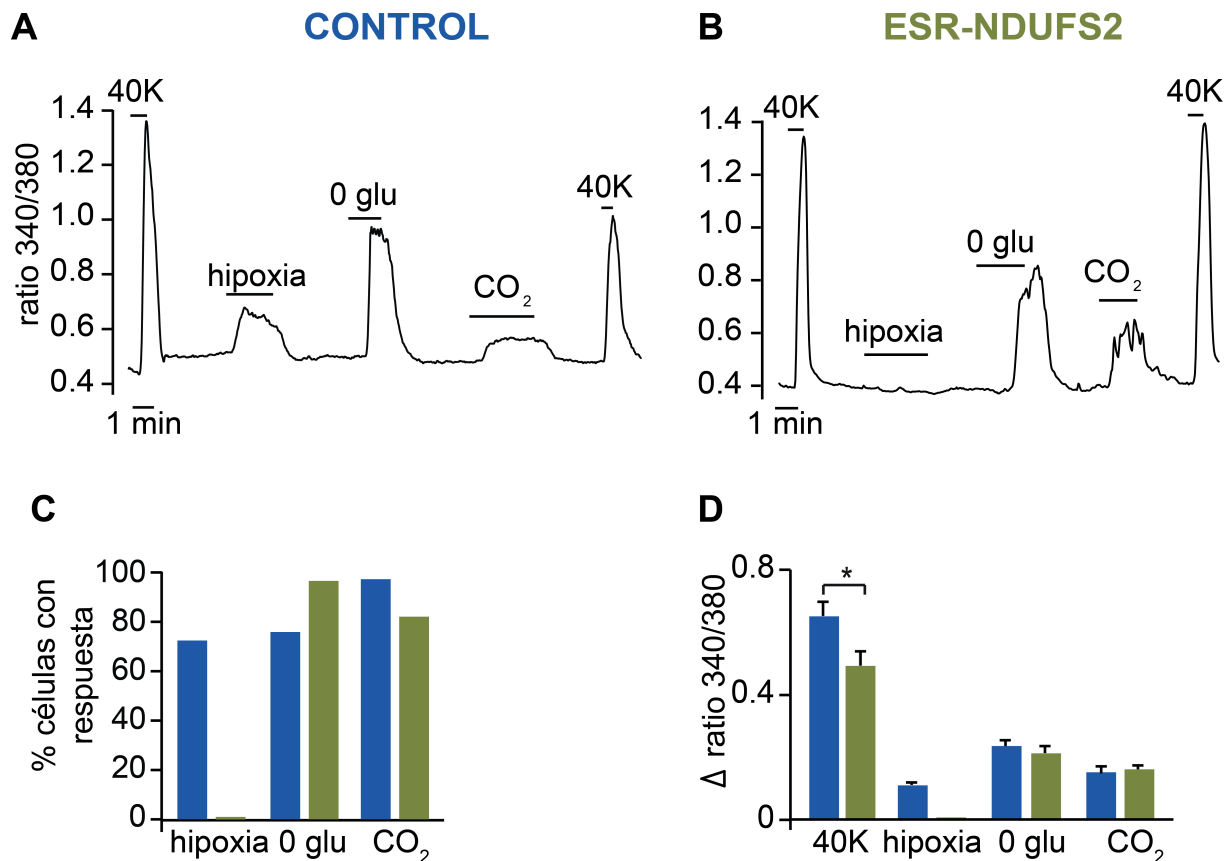 A
CONTROL
ratio 340/380
1.4
1.2
1.0
0.8
0.6
0.4
40K
hipoxia
0 glu
CO₂
40K
1 min
B
ESR-NDUFS2
1.4
1.2
1.0
0.8
0.6
0.4
40K
hipoxia
0 glu
CO₂
40K
1 min
C
% células con
respuesta
100
80
60
40
20
0
hipoxia 0 glu CO₂
D
Δ ratio 340/380
0.8
0.4
0
*
40K hipoxia 0 glu CO₂